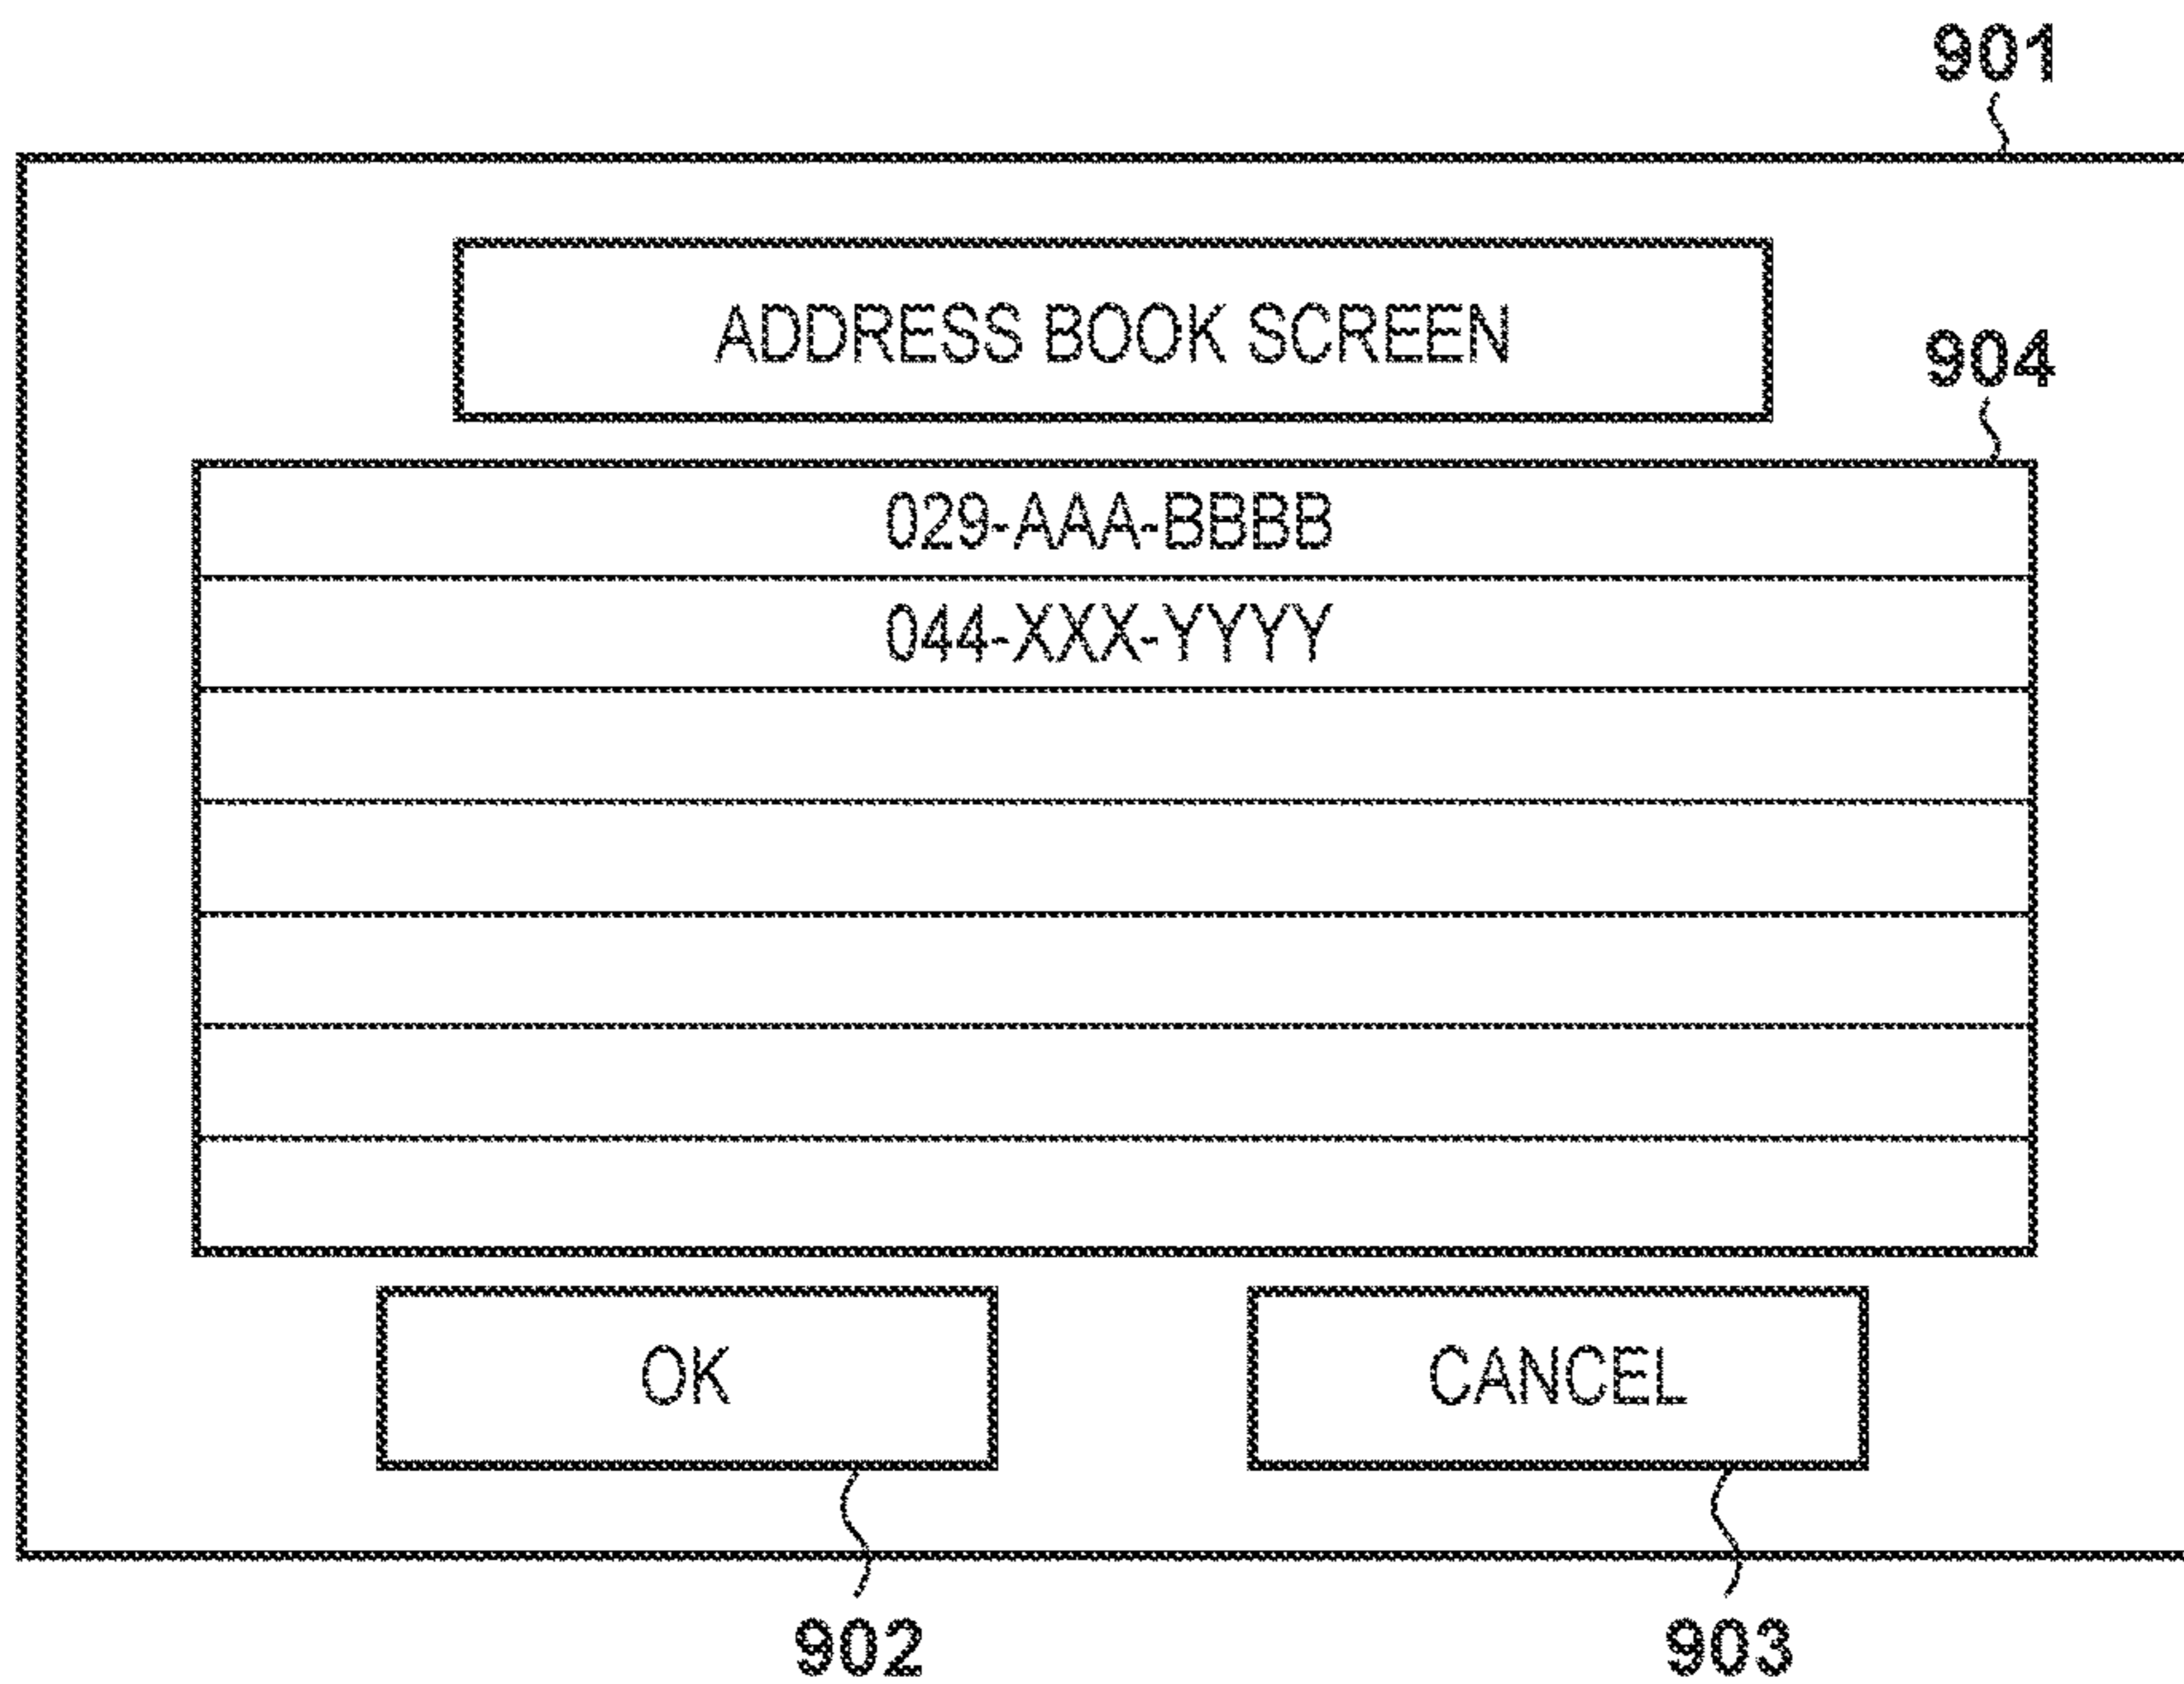 901
ADDRESS BOOK SCREEN
904
029-AAA-BBBB
044-XXX-YYYY
OK
CANCEL
902
903